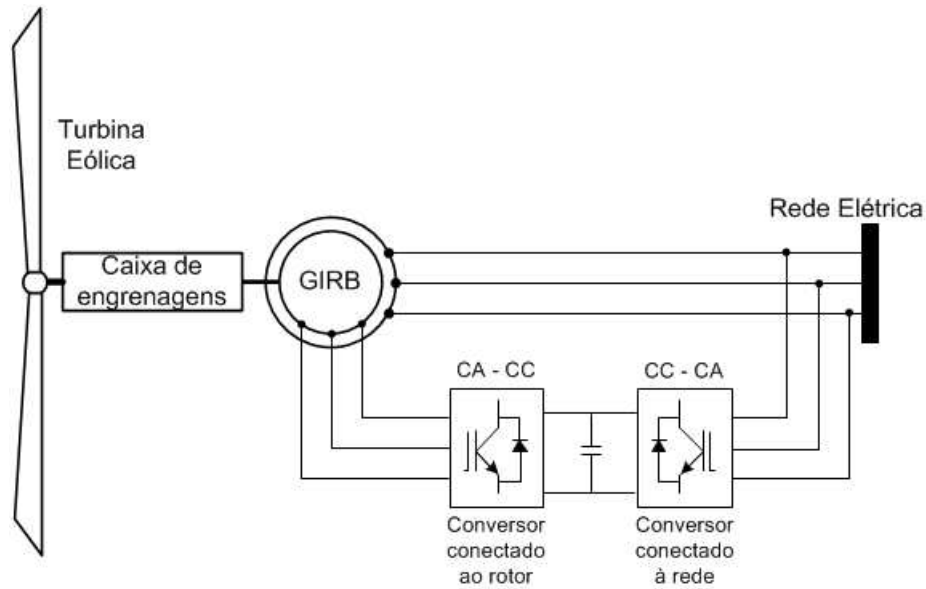 Turbina
Eólica
Rede Elétrica
Caixa de
engrenagens
GIRB
CA - CC
CC - CA
Conversor
conectado
ao rotor
Conversor
conectado
à rede